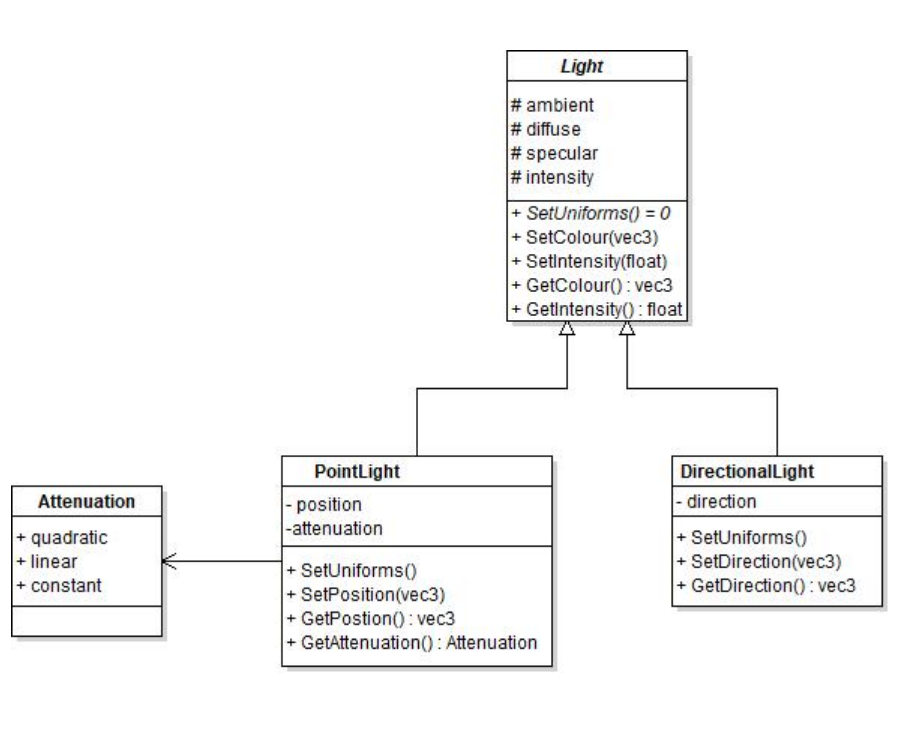 Light
# ambient
# diffuse
# specular
# intensity
+ SetUniforms() = 0
+ SetColour(vec3)
+ SetIntensity(float)
+ GetColour() : vec3
+ GetIntensity() : float
Attenuation
+ quadratic
+ linear
+ constant
PointLight
- position
-attenuation
+ SetUniforms()
+ SetPosition(vec3)
+ GetPostion() : vec3
+ GetAttenuation() : Attenuation
DirectionalLight
- direction
+ SetUniforms()
+ SetDirection(vec3)
+ GetDirection() : vec3